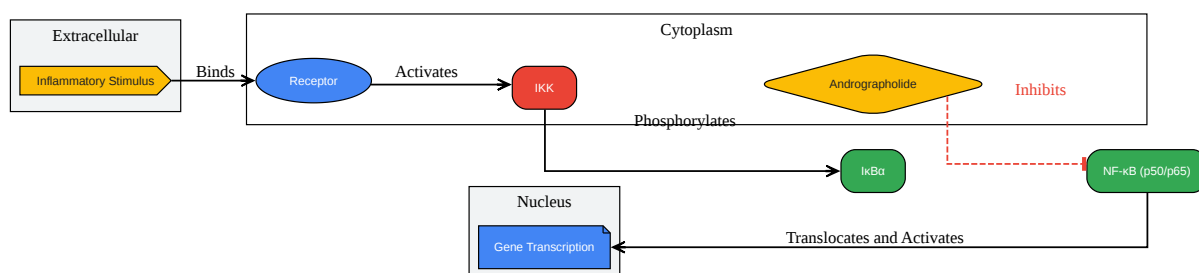 Extracellular
Cytoplasm
Inflammatory Stimulus
Binds
Receptor
Activates
IKK
Andrographolide
Inhibits
Phosphorylates
IκBα
NF-κB (p50/p65)
Nucleus
Gene Transcription
Translocates and Activates